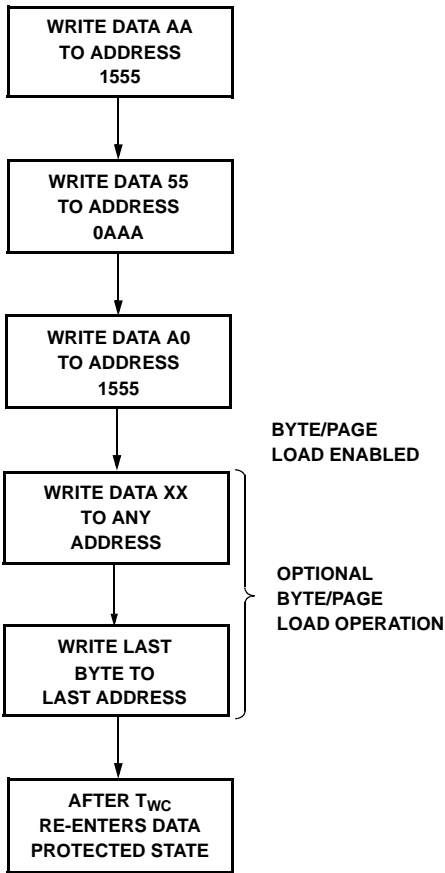 WRITE DATA AA
TO ADDRESS
1555
WRITE DATA 55
TO ADDRESS
0AAA
WRITE DATA A0
TO ADDRESS
1555
BYTE/PAGE
LOAD ENABLED
WRITE DATA XX
TO ANY
ADDRESS
OPTIONAL
BYTE/PAGE
LOAD OPERATION
WRITE LAST
BYTE TO
LAST ADDRESS
AFTER TWC
RE-ENTERS DATA
PROTECTED STATE